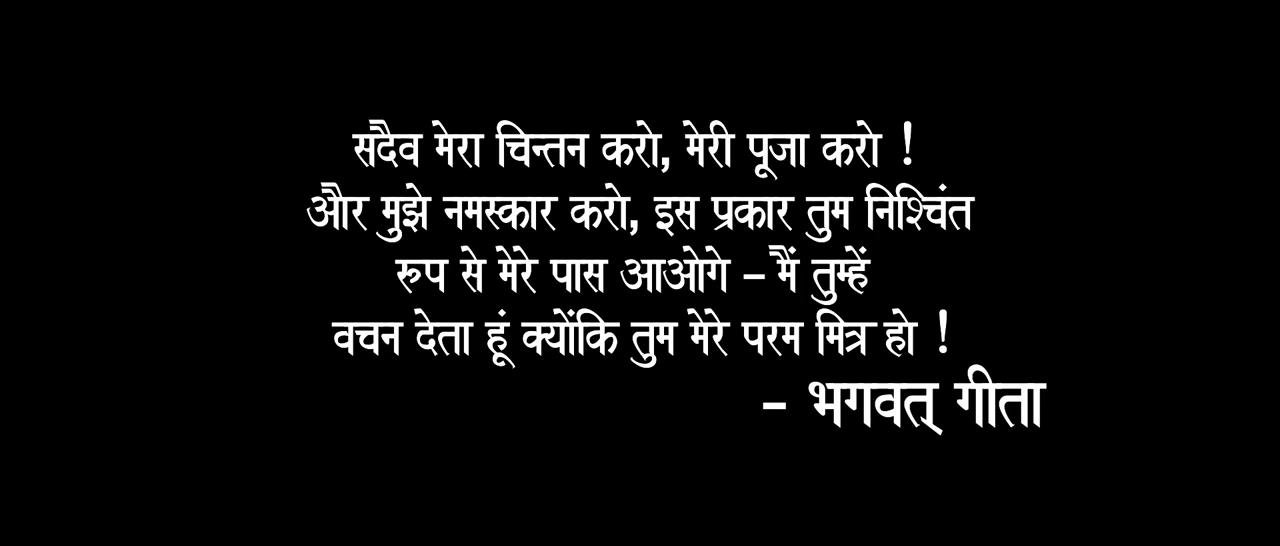 सदैव मेरा चिन्तन करो, मेरी पूजा करो !
और मुझे नमस्कार करो, इस प्रकार तुम निश्चिंत
रूप से मेरे पास आओगे – मैं तुम्हें
वचन देता हूं क्योंकि तुम मेरे परम मित्र हो !
- भगवत् गीता